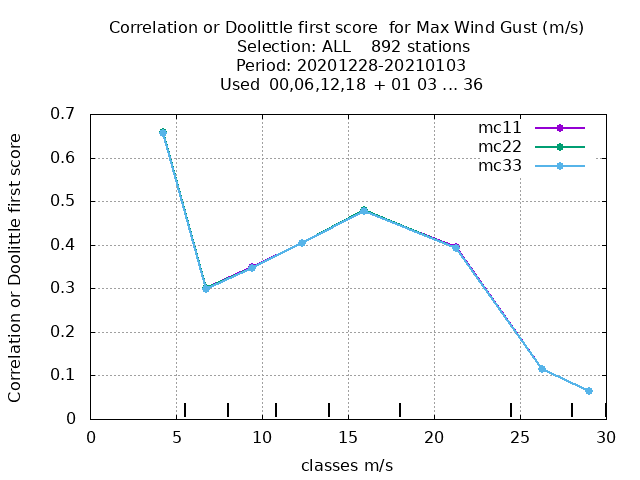 Correlation or Doolittle first score  for Max Wind Gust (m/s)
Selection: ALL    892 stations
Period: 20201228-20210103
Used  00,06,12,18  + 01 03 ... 36
Correlation or Doolittle first score
0.7
0.6
0.5
0.4
0.3
0.2
0.1
0
mc11
mc22
mc33
0 5 10 15 20 25 30
classes m/s